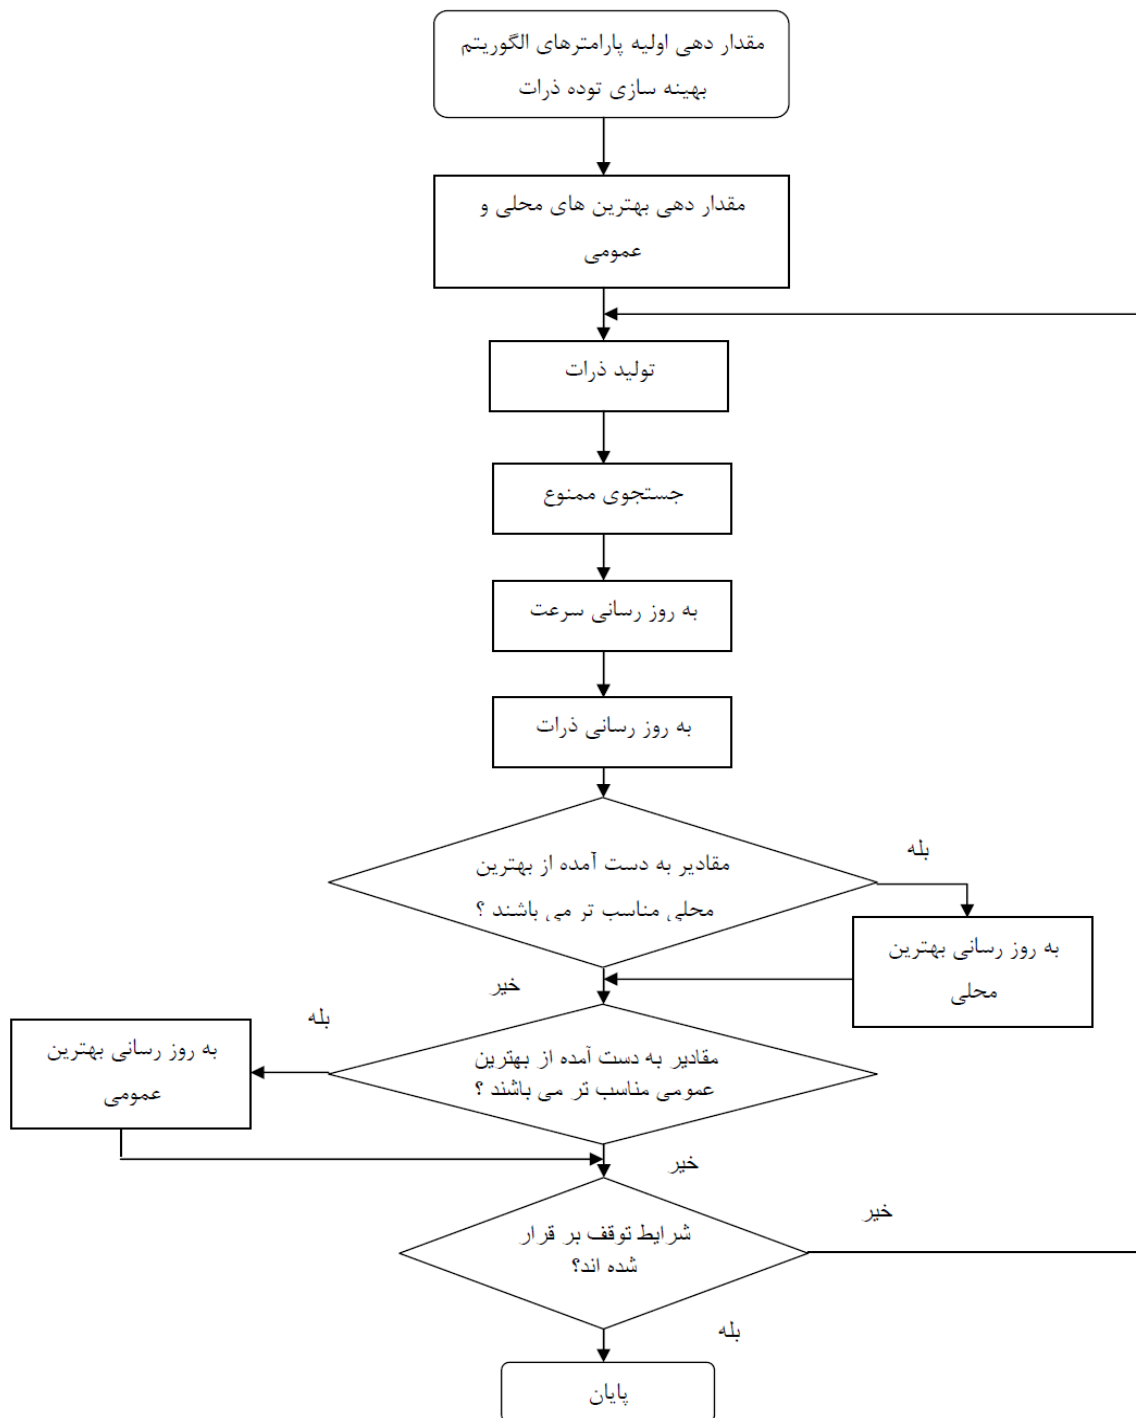 مقدار دهی اولیه پارامترهای الگوریتم
بهینه سازی توده ذرات
مقدار دهی بهترین های محلی و
عمومی
تولید ذرات
جستجوی ممنوع
به روز رسانی سرعت
به روز رسانی ذرات
مقادیر به دست آمده از بهترین
محلی مناسب تر می باشند ؟
بله
به روز رسانی بهترین
محلی
خیر
مقادیر به دست آمده از بهترین
عمومی مناسب تر می باشند ؟
بله
به روز رسانی بهترین
عمومی
خیر
شرایط توقف بر قرار
شده اند؟
خیر
بله
پایان